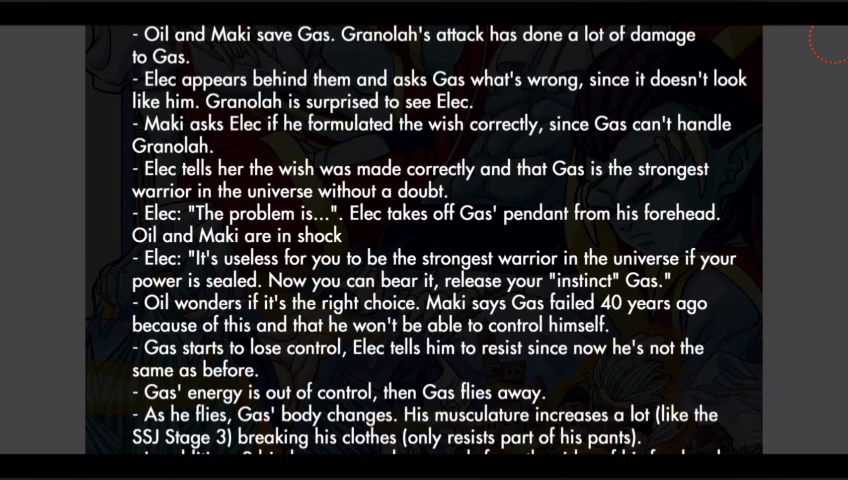 - Oil and Maki save Gas. Granolah's attack has done a lot of damage
to Gas.
- Elec appears behind them and asks Gas what's wrong, since it doesn't look
like him. Granolah is surprised to see Elec.
- Maki asks Elec if he formulated the wish correctly, since Gas can't handle
Granolah.
- Elec tells her the wish was made correctly and that Gas is the strongest
warrior in the universe without a doubt.
- Elec: "The problem is...". Elec takes off Gas' pendant from his forehead.
Oil and Maki are in shock
- Elec: "It's useless for you to be the strongest warrior in the universe if your
power is sealed. Now you can bear it, release your "instinct" Gas."
- Oil wonders if it's the right choice. Maki says Gas failed 40 years ago
because of this and that he won't be able to control himself.
- Gas starts to lose control, Elec tells him to resist since now he's not the
same as before.
- Gas' energy is out of control, then Gas flies away.
- As he flies, Gas' body changes. His musculature increases a lot (like the
SSJ Stage 3) breaking his clothes (only resists part of his pants).